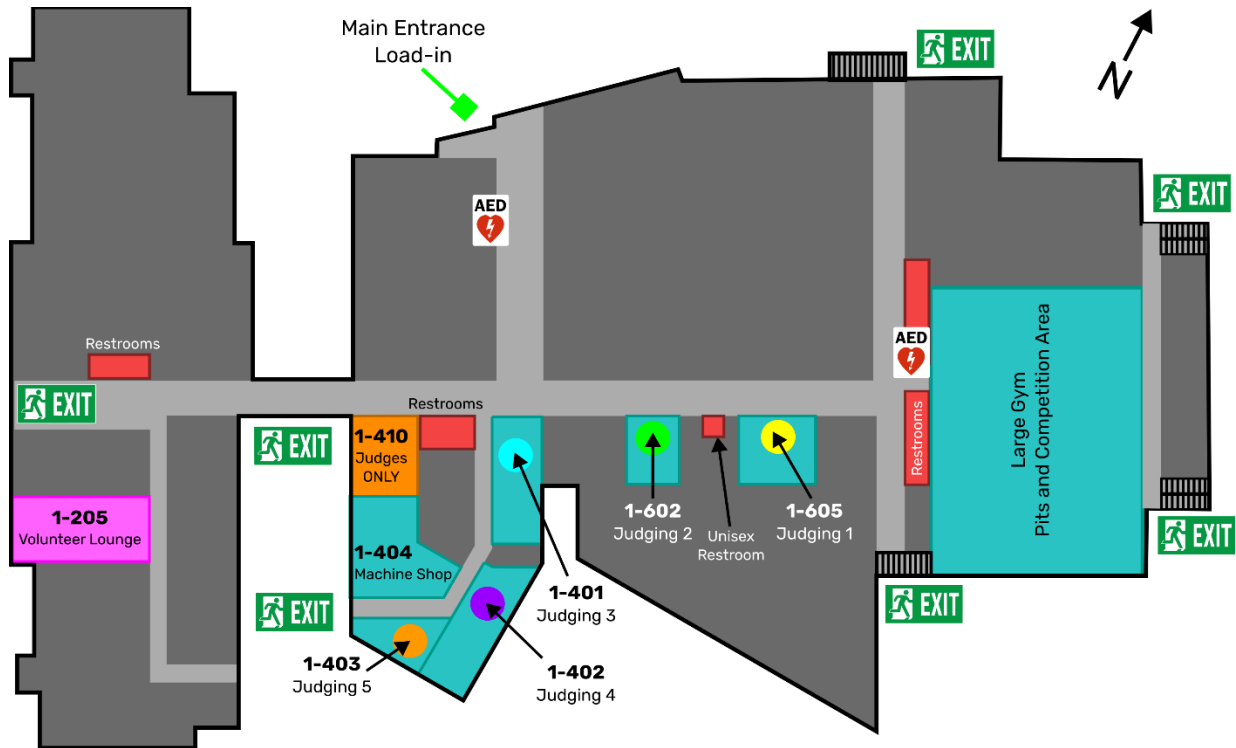 Main Entrance
Load-in
EXIT
N
EXIT
AED
AED
Restrooms
EXIT
Restrooms
EXIT
1-410
Judges
ONLY
Restrooms
Large Gym
Pits and Competition Area
1-205
Volunteer Lounge
1-404
Machine Shop
1-602
Judging 2
Unisex
Restroom
1-605
Judging 1
EXIT
1-401
Judging 3
EXIT
EXIT
1-403
Judging 5
1-402
Judging 4